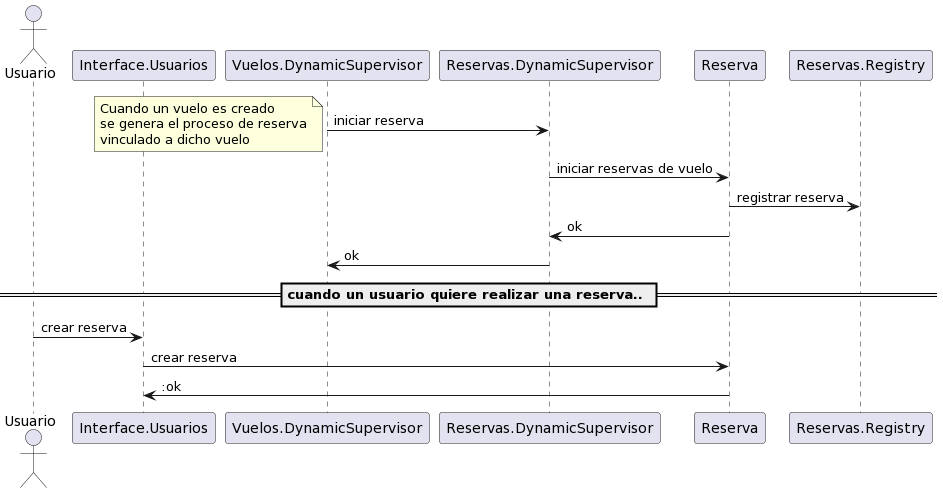 Usuario
Interface.Usuarios
Vuelos.DynamicSupervisor
Reservas.DynamicSupervisor
Reserva
Reservas.Registry
Cuando un vuelo es creado
se genera el proceso de reserva
vinculado a dicho vuelo
iniciar reserva
iniciar reservas de vuelo
registrar reserva
ok
ok
cuando un usuario quiere realizar una reserva..
crear reserva
crear reserva
:ok
Usuario
Interface.Usuarios
Vuelos.DynamicSupervisor
Reservas.DynamicSupervisor
Reserva
Reservas.Registry